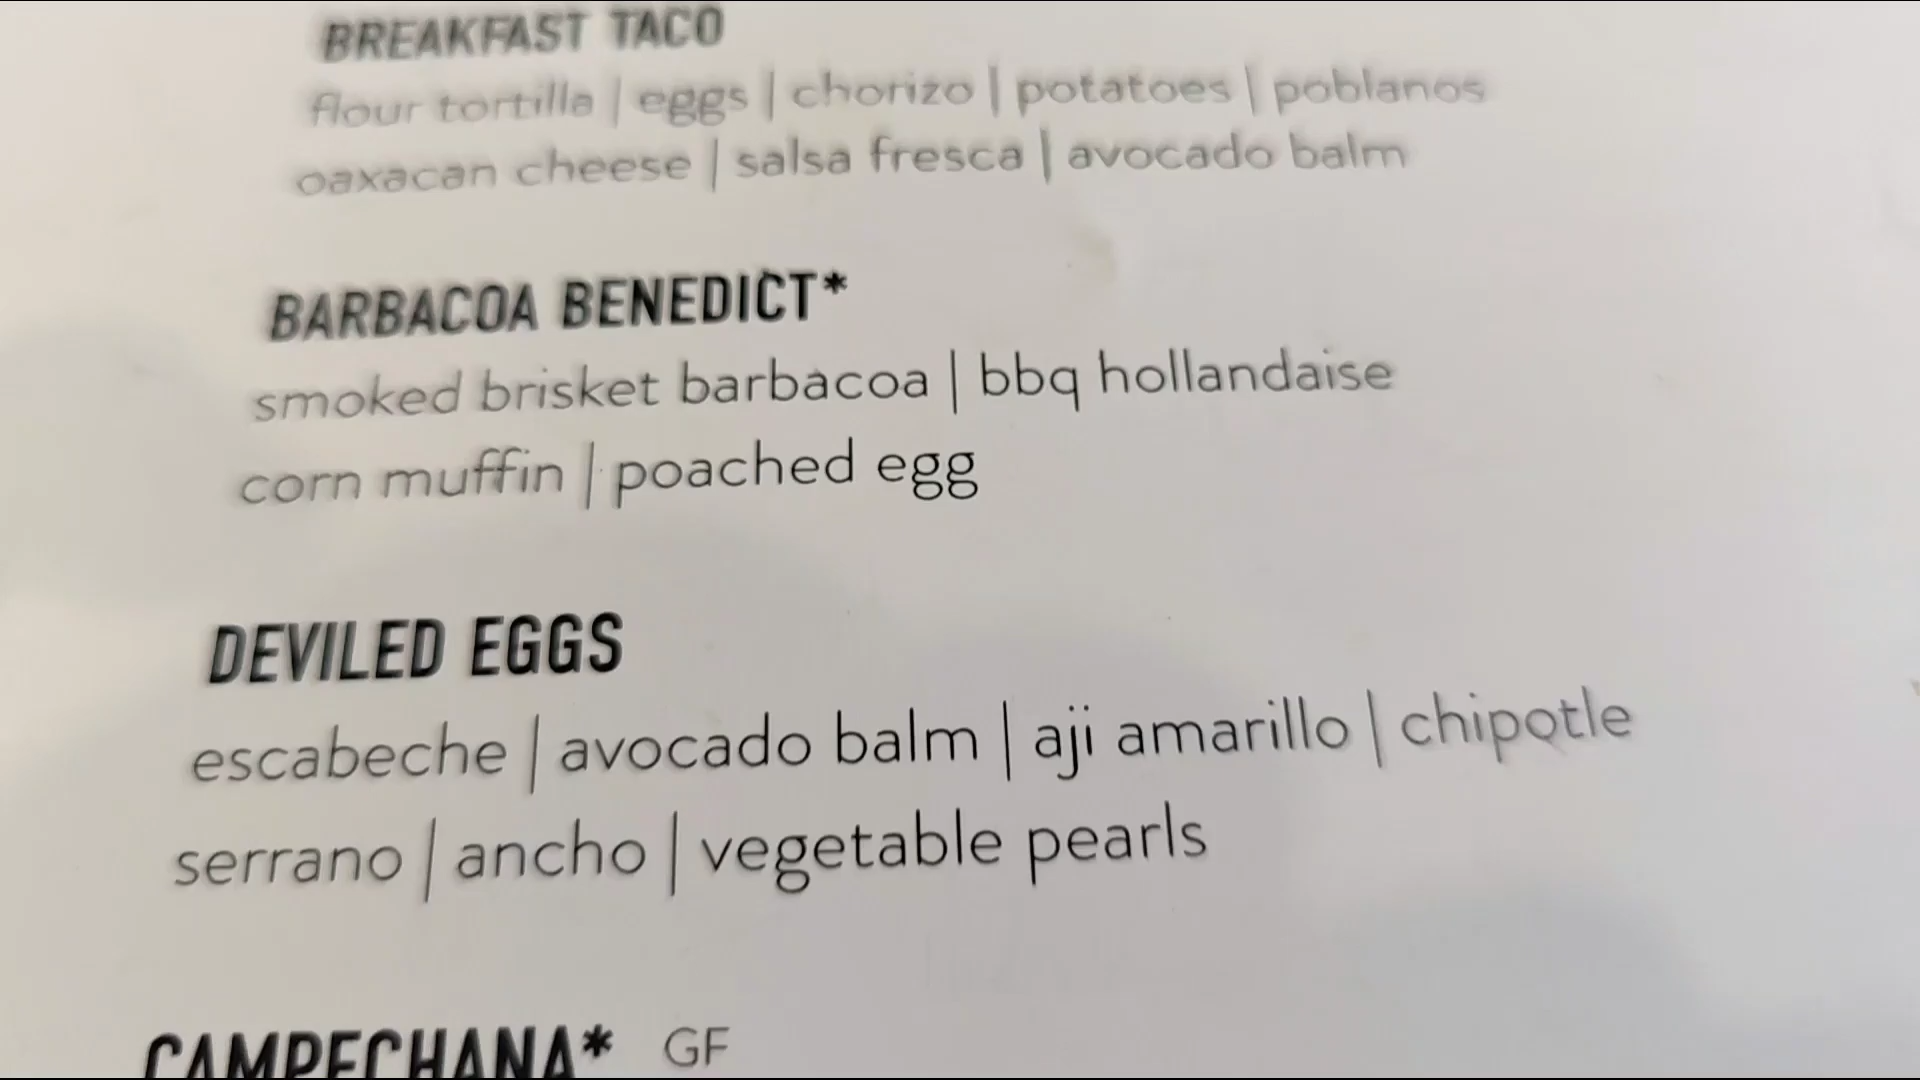 BREAKFAST TACO
flour tortilla | eggs | chorizo | potatoes | poblanos
oaxacan cheese | salsa fresca | avocado balm
BARBACOA BENEDICT*
smoked brisket barbacoa | bbq hollandaise
corn muffin | poached egg
DEVILED EGGS
escabeche | avocado balm | aji amarillo | chipotle
serrano | ancho | vegetable pearls
CAMPECHANA* GF